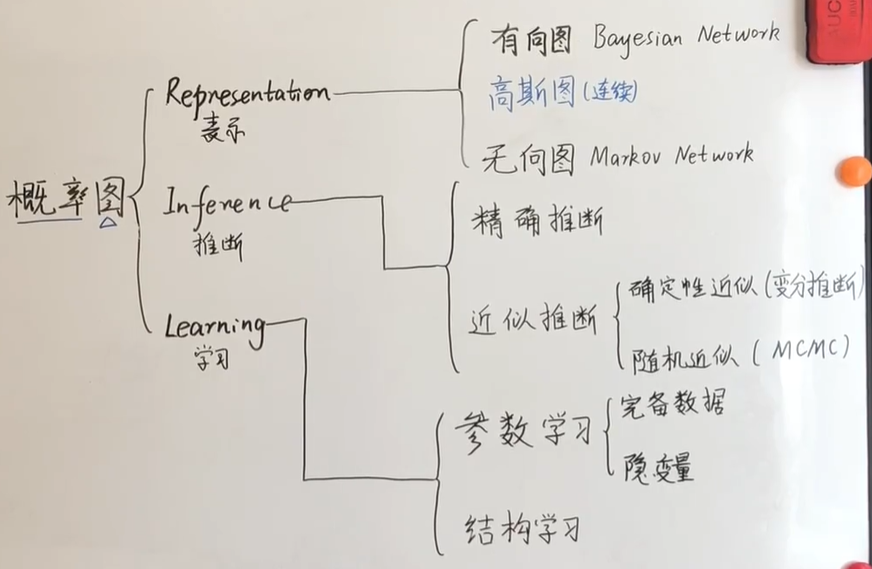 有向图 Bayesian Network
Representation
高斯图(连续)
表示
无向图 Markov Network
概率图
Inference
精确推断
推断
确定性近似(变分推断)
近似推断
Learning
随机近似(MCMC)
学习
完备数据
参数学习
隐变量
结构学习